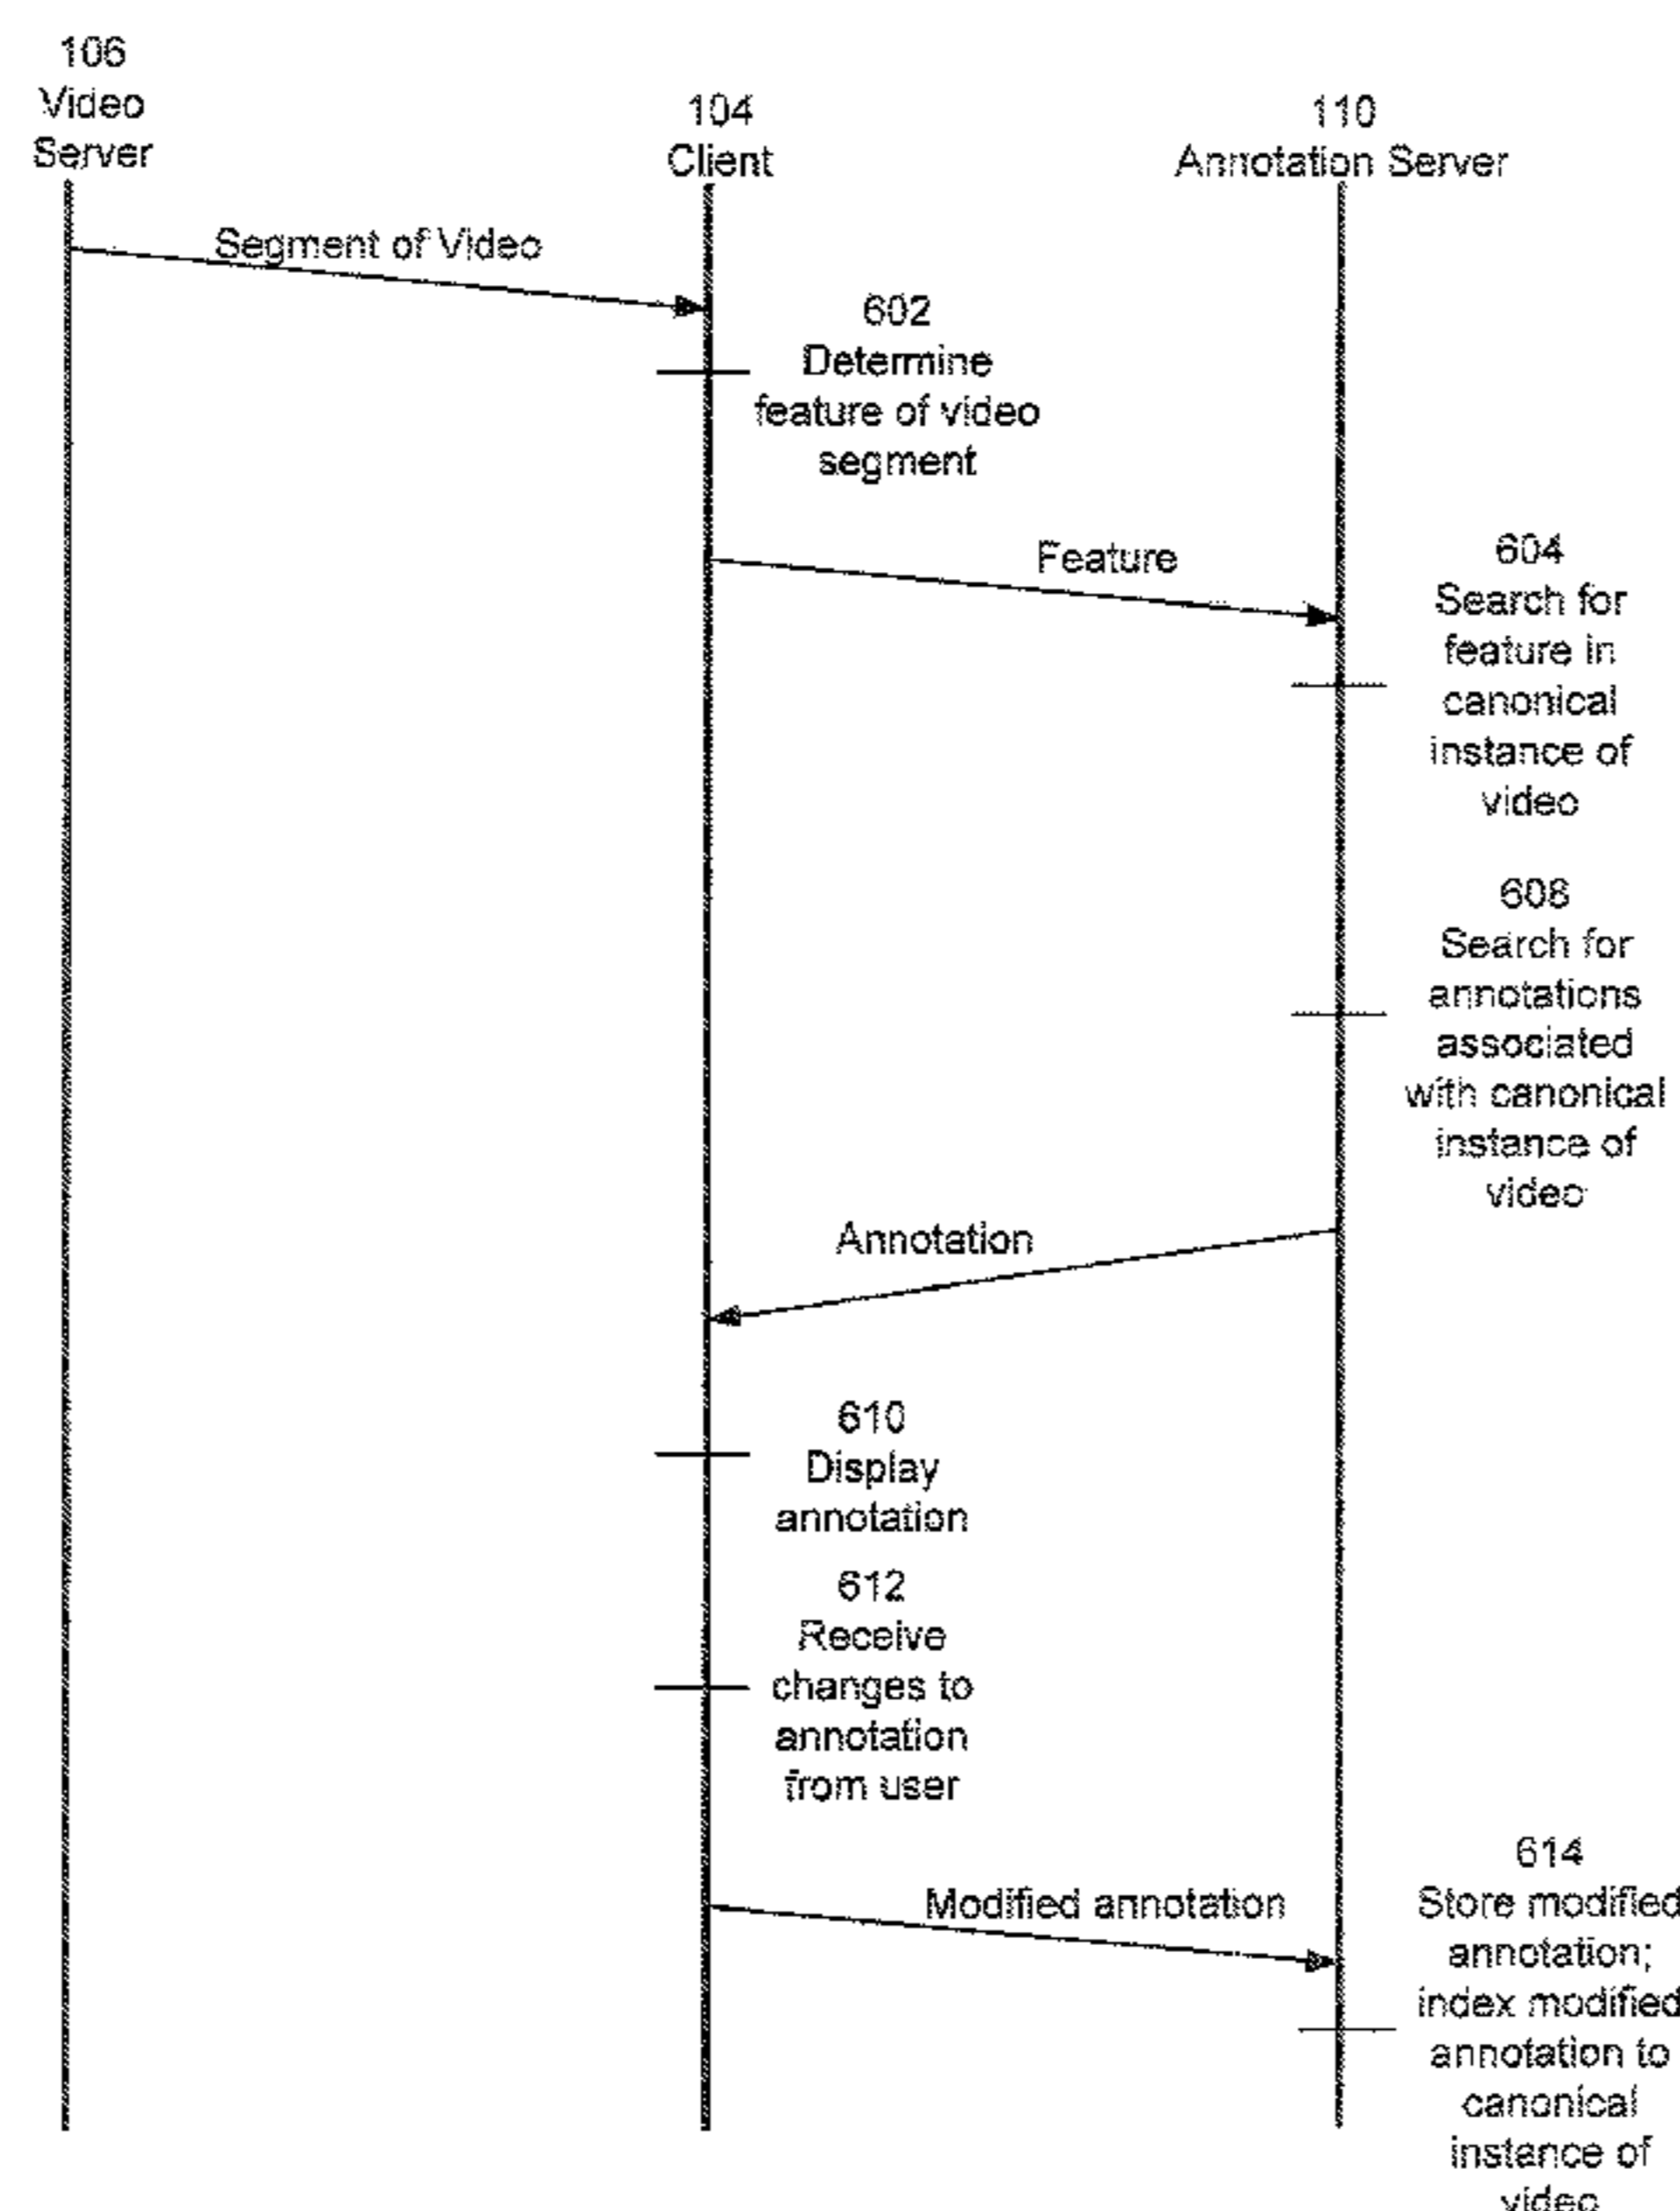 106
Video
Server
104
Client
110
Annotation Server
Segment of Video
602
Determine
feature of video
segment
Feature
604
Search for
feature in
canonical
instance of
video
608
Search for
annotations
associated
with canonical
instance of
video
Annotation
610
Display
annotation
612
Receive
changes to
annotation
from user
Modified annotation
614
Store modified
annotation;
index modified
annotation to
canonical
instance of
video